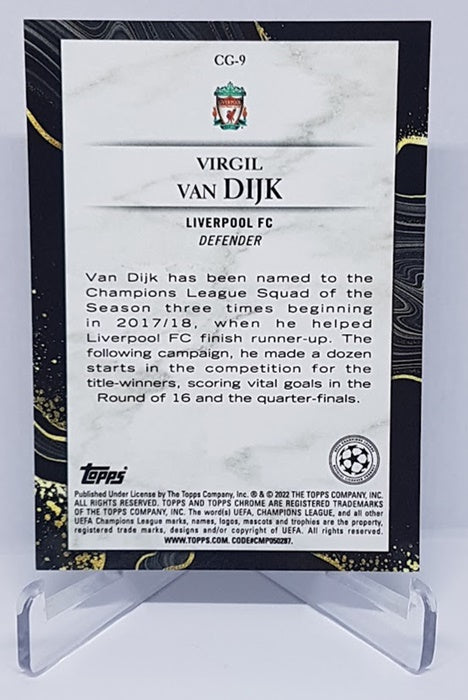 CG-9
LIVERPOOL
VIRGIL
VAN DIJK
LIVERPOOL FC
DEFENDER
Van Dijk has been named to the
Champions League Squad of the
Season three times beginning
in 2017/18, when he helped
Liverpool FC finish runner-up. The
following campaign, he made a dozen
starts in the competition for the
title-winners, scoring vital goals in the
Round of 16 and the quarter-finals.
Topps
Published Under License by The Topps Company, Inc. ® & © 2022 THE TOPPS COMPANY, INC.
ALL RIGHTS RESERVED. TOPPS AND TOPPS CHROME ARE REGISTERED TRADEMARKS
OF THE TOPPS COMPANY, INC. The word(s) UEFA, CHAMPIONS LEAGUE, and all other
UEFA Champions League marks, names, logos, mascots and trophies are the property,
registered trade marks, designs and/or copyright of UEFA. All rights reserved.
WWW.TOPPS.COM. CODE#CMP050287.